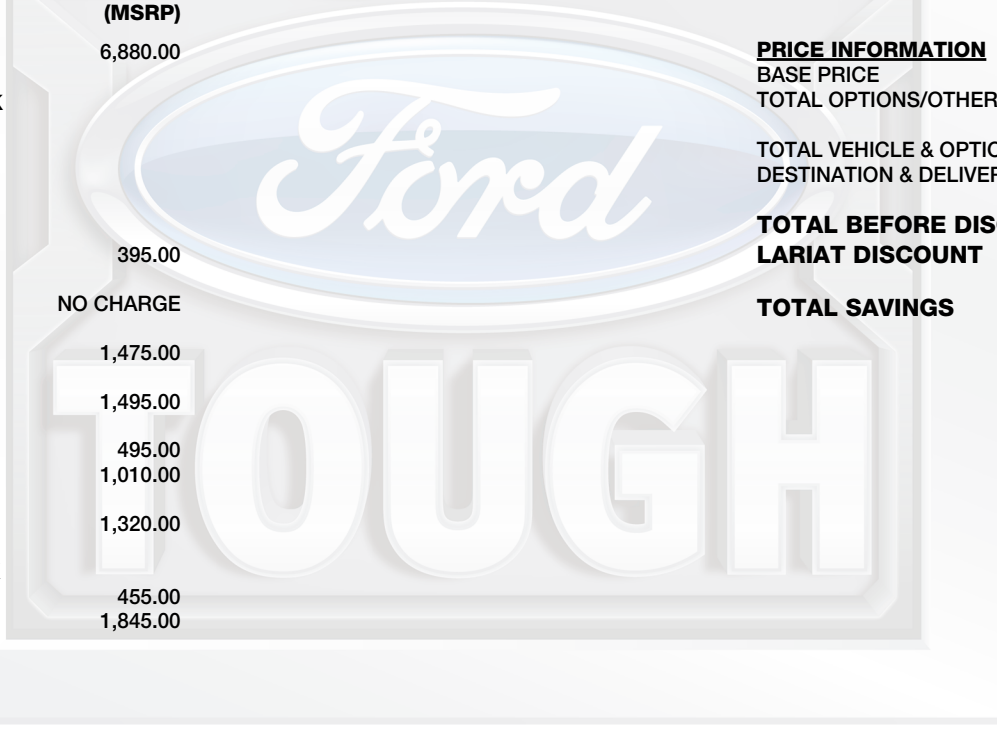 (MSRP)
6,880.00
395.00
NO CHARGE
1,475.00
1,495.00
495.00
1,010.00
1,320.00
455.00
1,845.00
PRICE INFORMATION
BASE PRICE
TOTAL OPTIONS/OTHER
TOTAL VEHICLE & OPTIO
DESTINATION & DELIVER
TOTAL BEFORE DISC
LARIAT DISCOUNT
TOTAL SAVINGS
Ford
TOUGH